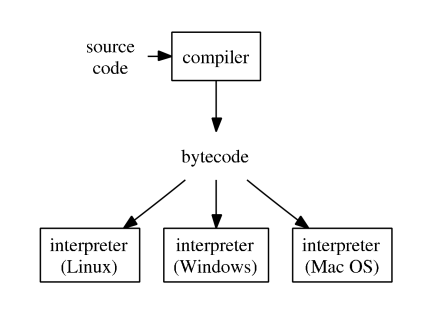 source
code
compiler
bytecode
interpreter
(Linux)
interpreter
(Windows)
interpreter
(Mac OS)